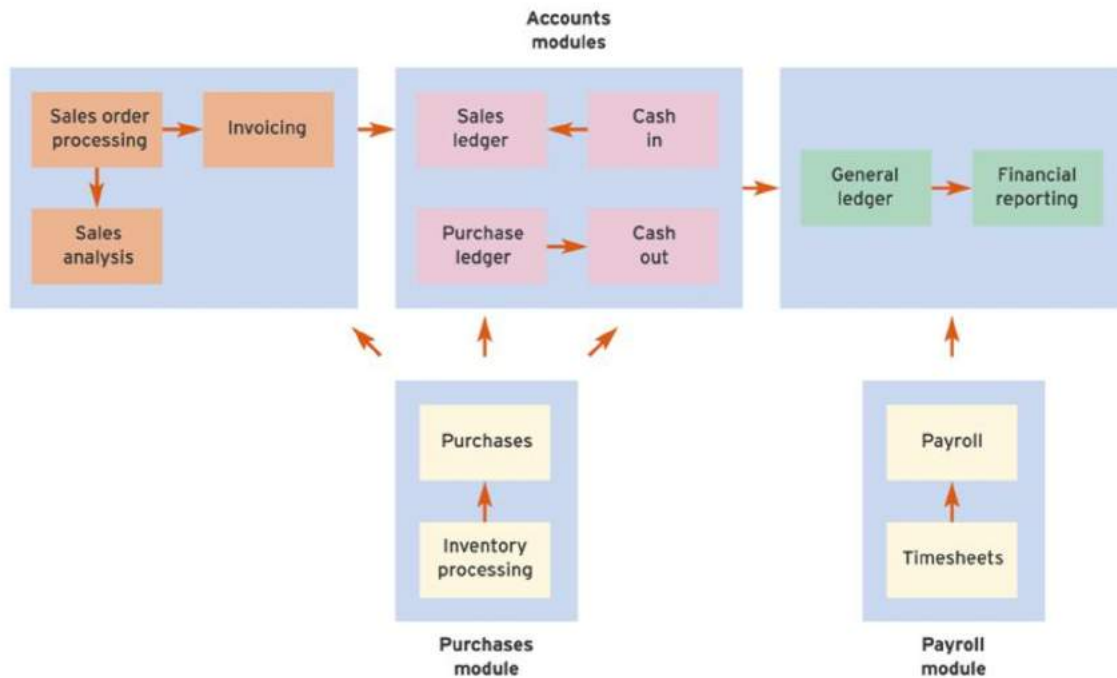 Accounts
modules
Sales order
processing
Invoicing
Sales
analysis
Sales
ledger
Cash
in
Purchase
ledger
Cash
out
General
ledger
Financial
reporting
Purchases
Inventory
processing
Purchases
module
Payroll
Timesheets
Payroll
module